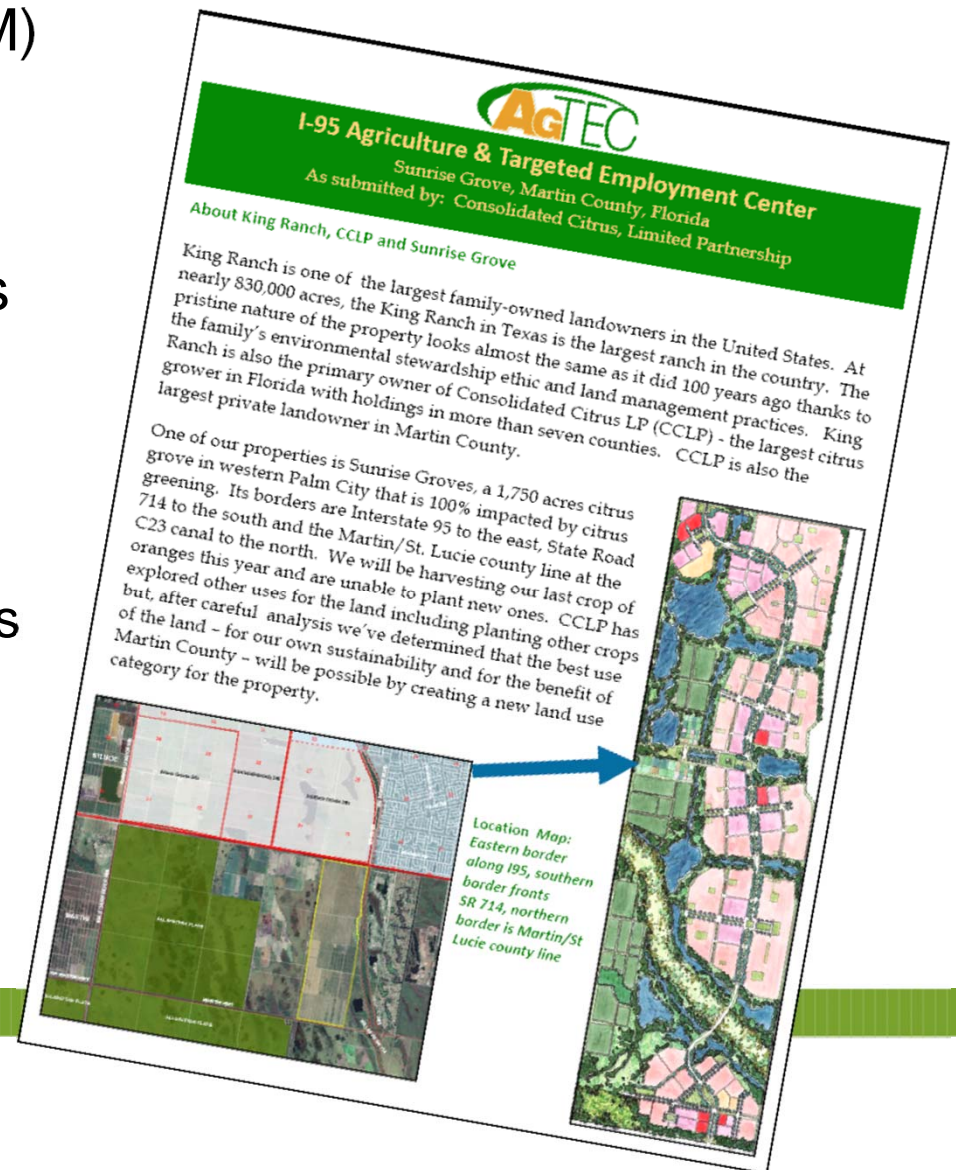 M)
s
s
AGTEC
I-95 Agriculture & Targeted Employment Center
Sunrise Grove, Martin County, Florida
As submitted by: Consolidated Citrus, Limited Partnership
About King Ranch, CCLP and Sunrise Grove
King Ranch is one of the largest family-owned landowners in the United States. At
nearly 830,000 acres, the King Ranch in Texas is the largest ranch in the country. The
pristine nature of the property looks almost the same as it did 100 years ago thanks to
the family's environmental stewardship ethic and land management practices. King
Ranch is also the primary owner of Consolidated Citrus LP (CCLP) - the largest citrus
grower in Florida with holdings in more than seven counties. CCLP is also the
largest private landowner in Martin County.
One of our properties is Sunrise Groves, a 1,750 acres citrus
grove in western Palm City that is 100% impacted by citrus
greening. Its borders are Interstate 95 to the east, State Road
714 to the south and the Martin/St. Lucie county line at the
C23 canal to the north. We will be harvesting our last crop of
oranges this year and are unable to plant new ones. CCLP has
explored other uses for the land including planting other crops
but, after careful analysis we've determined that the best use
of the land – for our own sustainability and for the benefit of
Martin County – will be possible by creating a new land use
category for the property.
Location Map:
Eastern border
along I95, southern
border fronts
SR 714, northern
border is Martin/St
Lucie county line